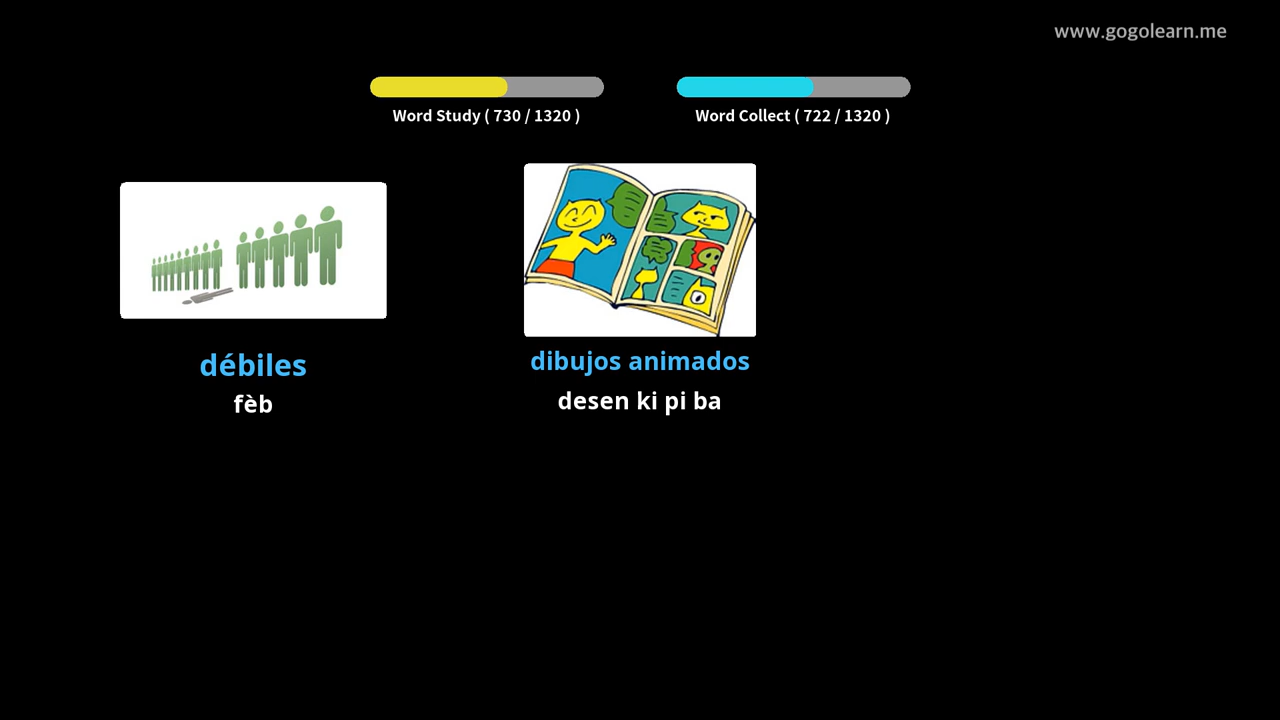 www.gogolearn.me
Word Study ( 730 / 1320 )
Word Collect ( 722 / 1320 )
débiles
fèb
dibujos animados
desen ki pi ba